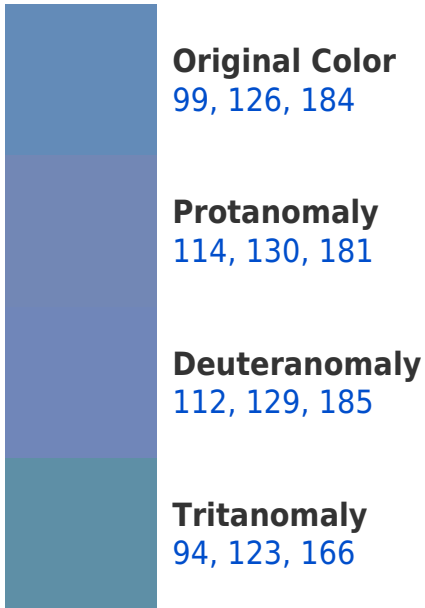 Original Color
99, 126, 184
Protanomaly
114, 130, 181
Deuteranomaly
112, 129, 185
Tritanomaly
94, 123, 166